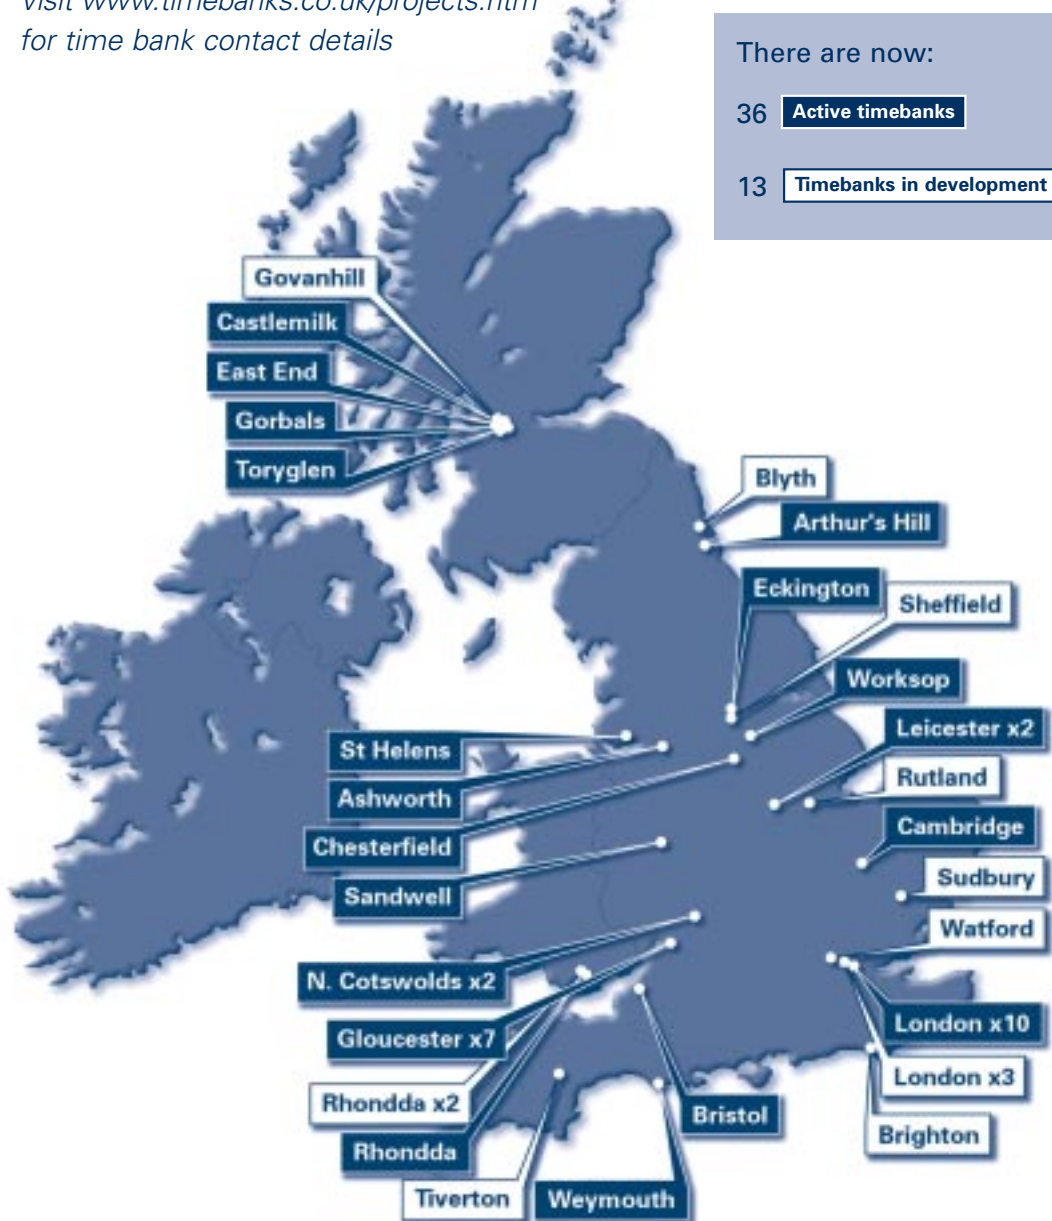 visit www.timebanks.co.uk/projects.htm
for time bank contact details
There are now:
36 Active timebanks
13 Timebanks in development
Govanhill
Castlemilk
East End
Gorbals
Toryglen
Blyth
Arthur's Hill
Eckington
Sheffield
Worksop
Leicester x2
Rutland
Cambridge
Sudbury
Watford
London x10
London x3
Brighton
St Helens
Ashworth
Chesterfield
Sandwell
N. Cotswolds x2
Gloucester x7
Rhondda x2
Rhondda
Tiverton
Weymouth
Bristol